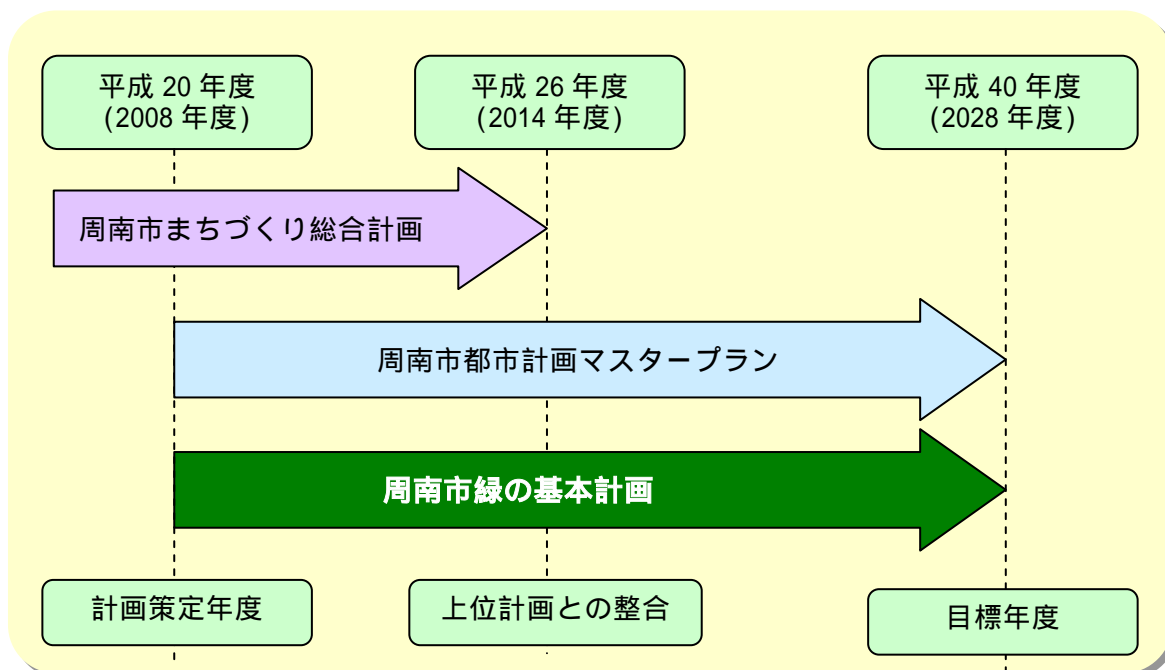 平成 20 年度
(2008 年度)
平成 26 年度
(2014 年度)
平成 40 年度
(2028 年度)
周南市まちづくり総合計画
周南市都市計画マスタープラン
周南市緑の基本計画
計画策定年度
上位計画との整合
目標年度